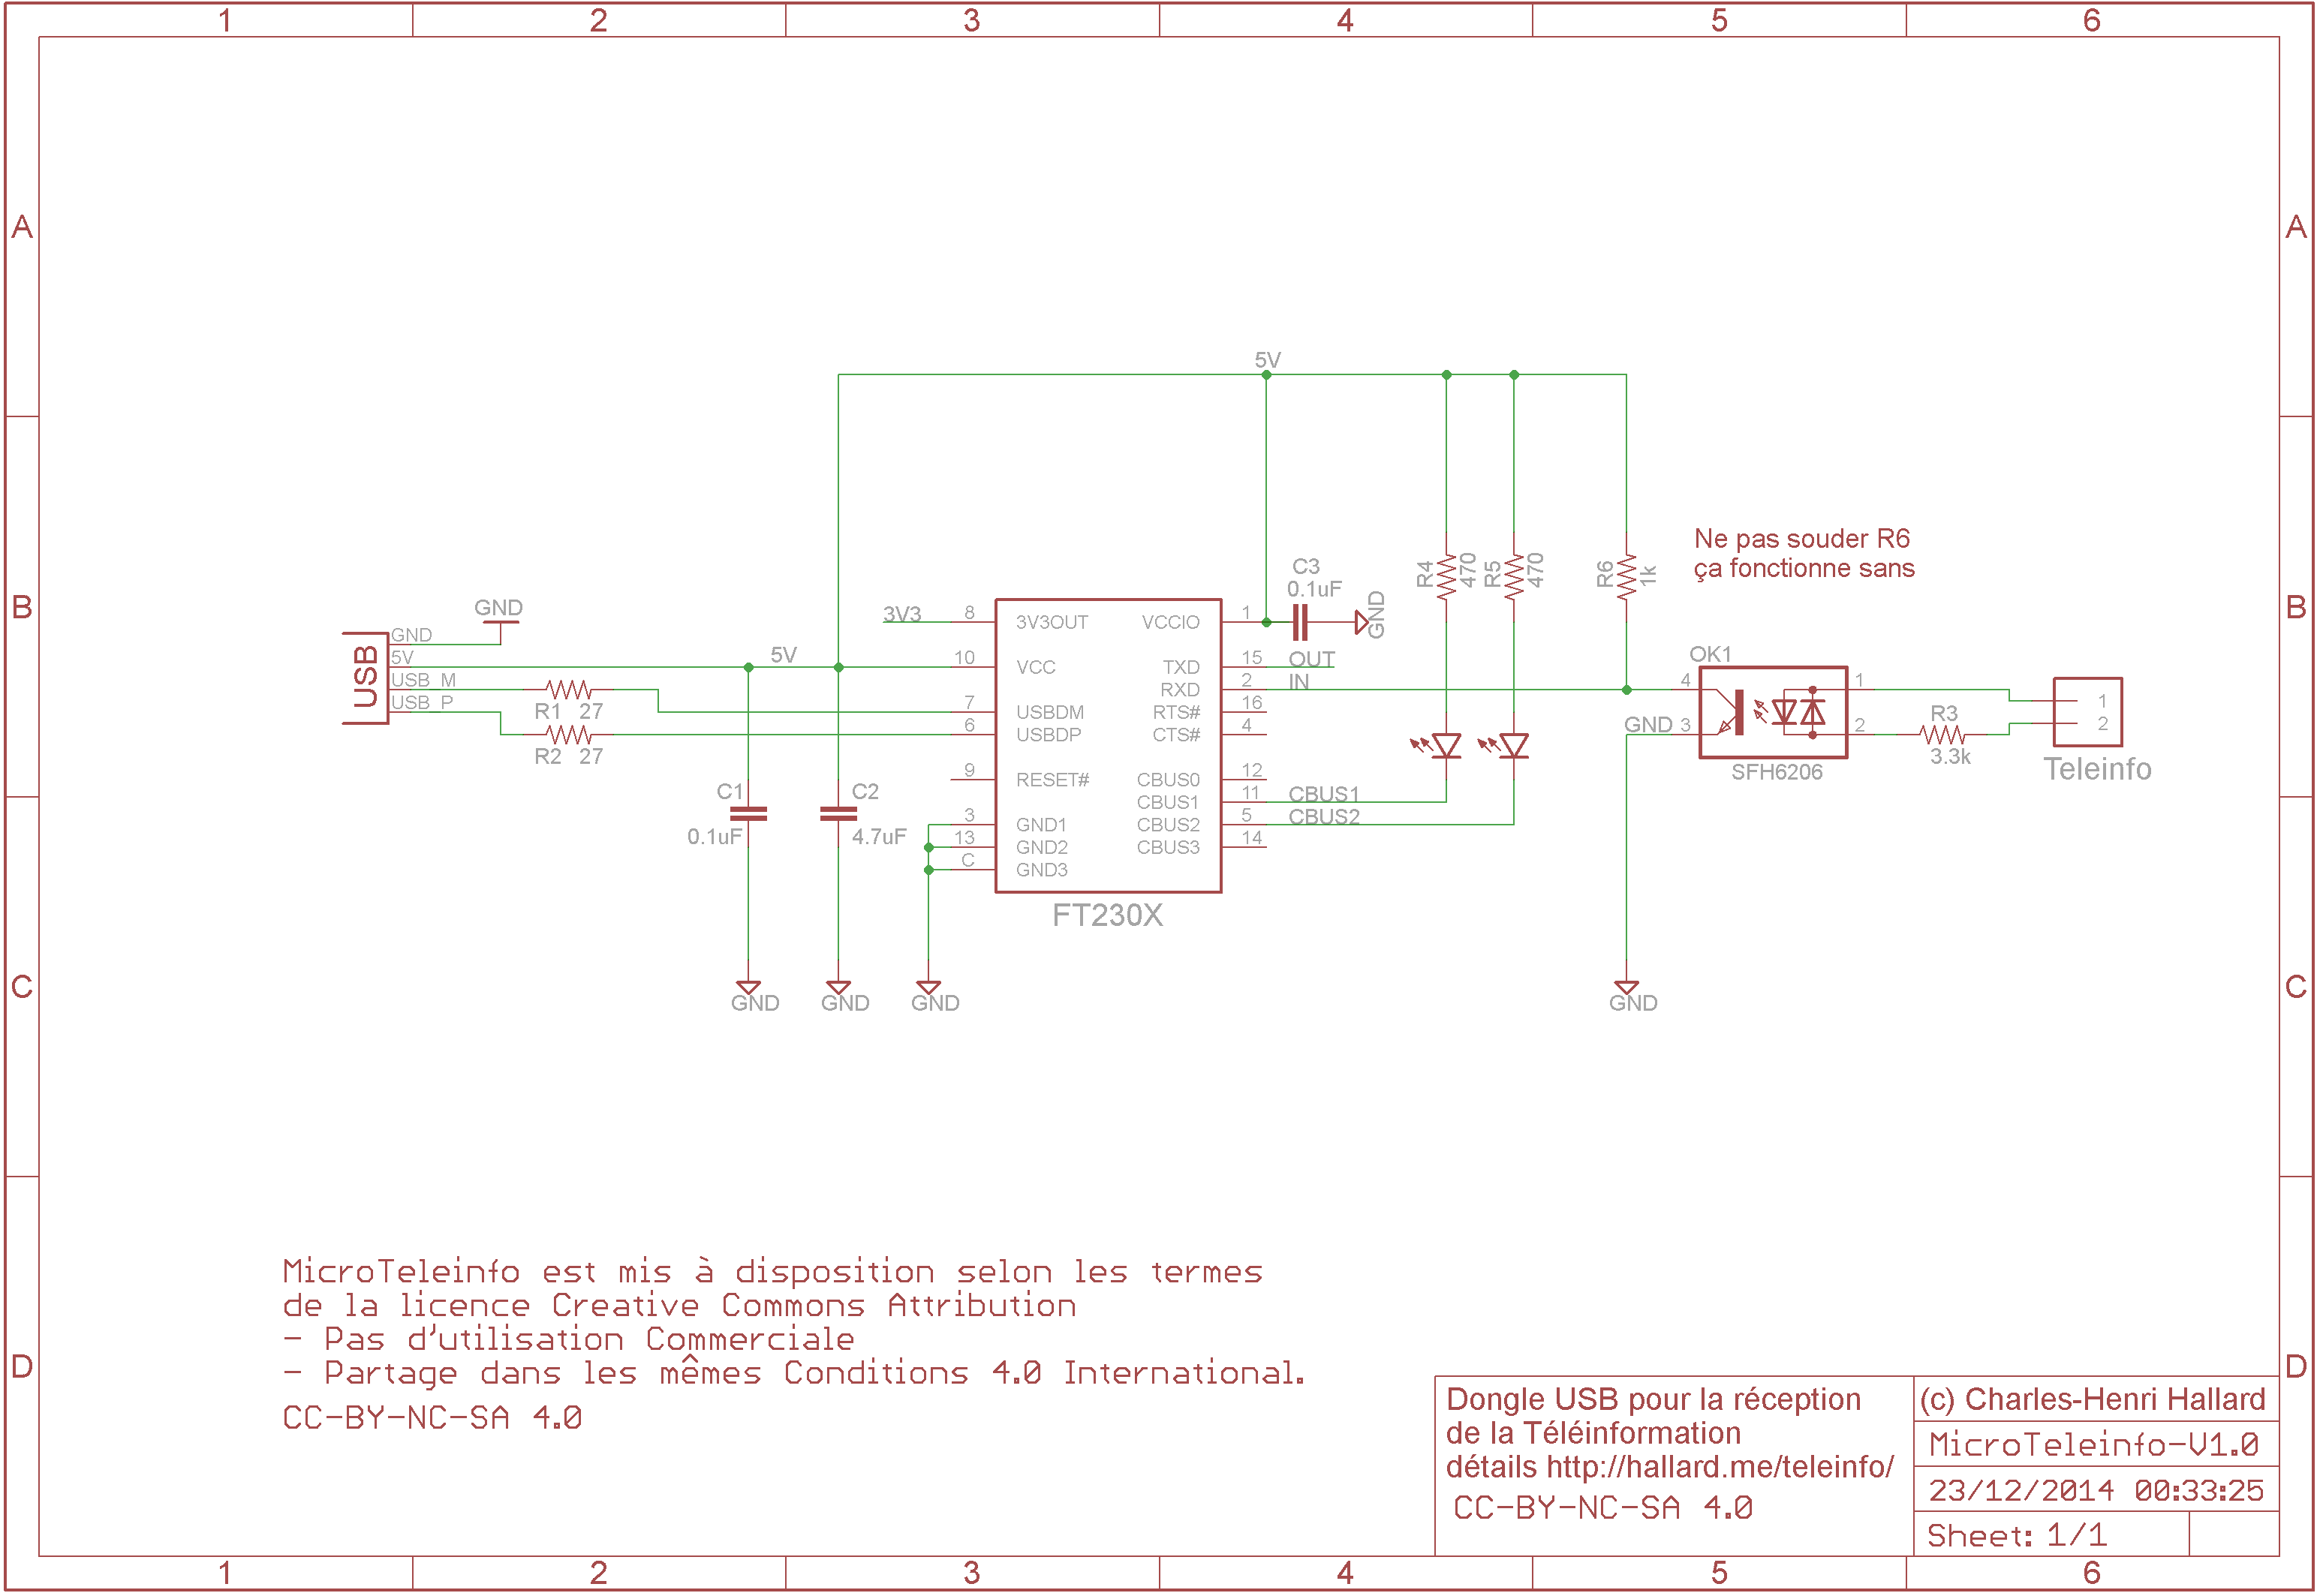 1 2 3 4 5 6
A A
5V
B B
Ne pas souder R6
ça fonctionne sans
R4 470 R5 470 R6 1k
C3
0.1uF
GND
GND
USB
GND
5V
USB_M
USB_P
R1 27
R2 27
5V
C1
0.1uF
C2
4.7uF
3V3
8 3V3OUT VCCIO 1
10 VCC TXD 15 OUT
RXD 2 IN
7 USBDM RTS# 16
6 USBDP CTS# 4
9 RESET# CBUS0 12
CBUS1 11 CBUS1
3 GND1 CBUS2 5 CBUS2
13 GND2 CBUS3 14
C GND3
FT230X
OK1
4 1
GND 3 2
SFH6206
R3
3.3k
1
2
Teleinfo
C C
GND GND GND GND
MicroTeleinfo est mis à disposition selon les termes
de la licence Creative Commons Attribution
- Pas d'utilisation Commerciale
- Partage dans les mêmes Conditions 4.0 International.
CC-BY-NC-SA 4.0
D D
Dongle USB pour la réception
de la Téléinformation
détails http://hallard.me/teleinfo/
CC-BY-NC-SA 4.0
(c) Charles-Henri Hallard
MicroTeleinfo-V1.0
23/12/2014 00:33:25
Sheet: 1/1
1 2 3 4 5 6